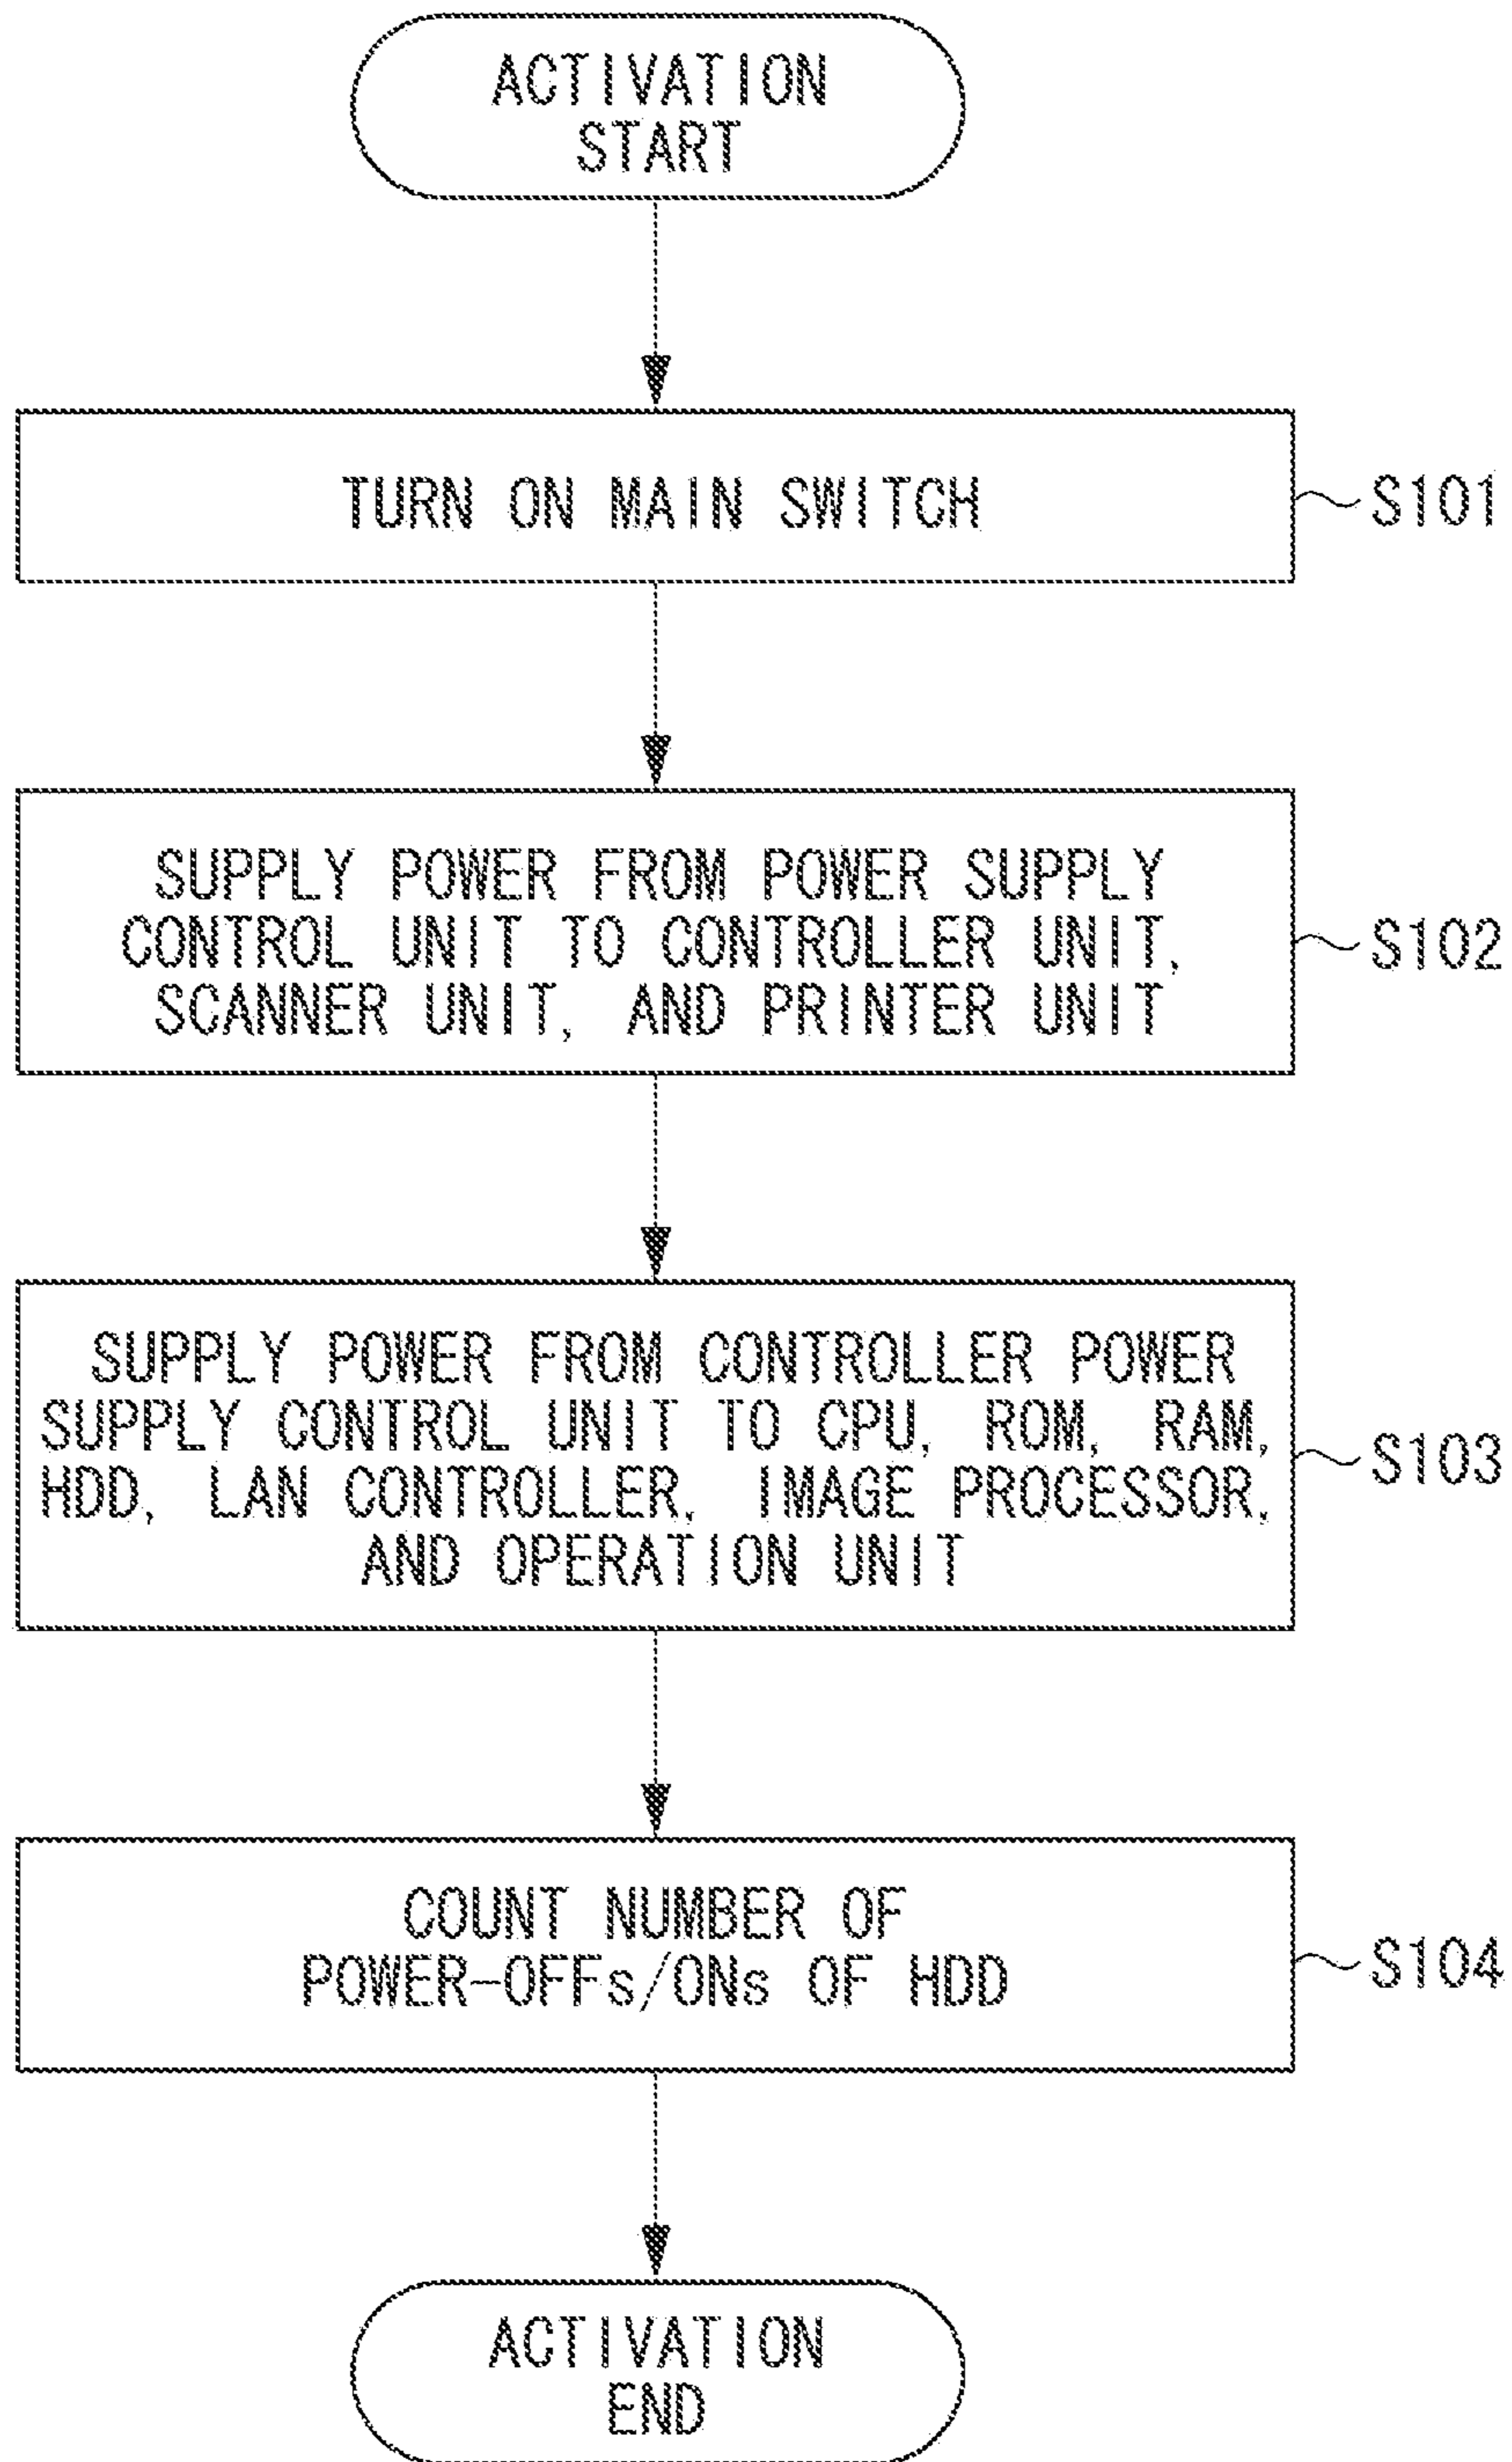 ACTIVATION
START
TURN ON MAIN SWITCH
S101
SUPPLY POWER FROM POWER SUPPLY
CONTROL UNIT TO CONTROLLER UNIT,
SCANNER UNIT, AND PRINTER UNIT
S102
SUPPLY POWER FROM CONTROLLER POWER
SUPPLY CONTROL UNIT TO CPU, ROM, RAM,
HDD, LAN CONTROLLER, IMAGE PROCESSOR,
AND OPERATION UNIT
S103
COUNT NUMBER OF
POWER-OFFs/ONs OF HDD
S104
ACTIVATION
END